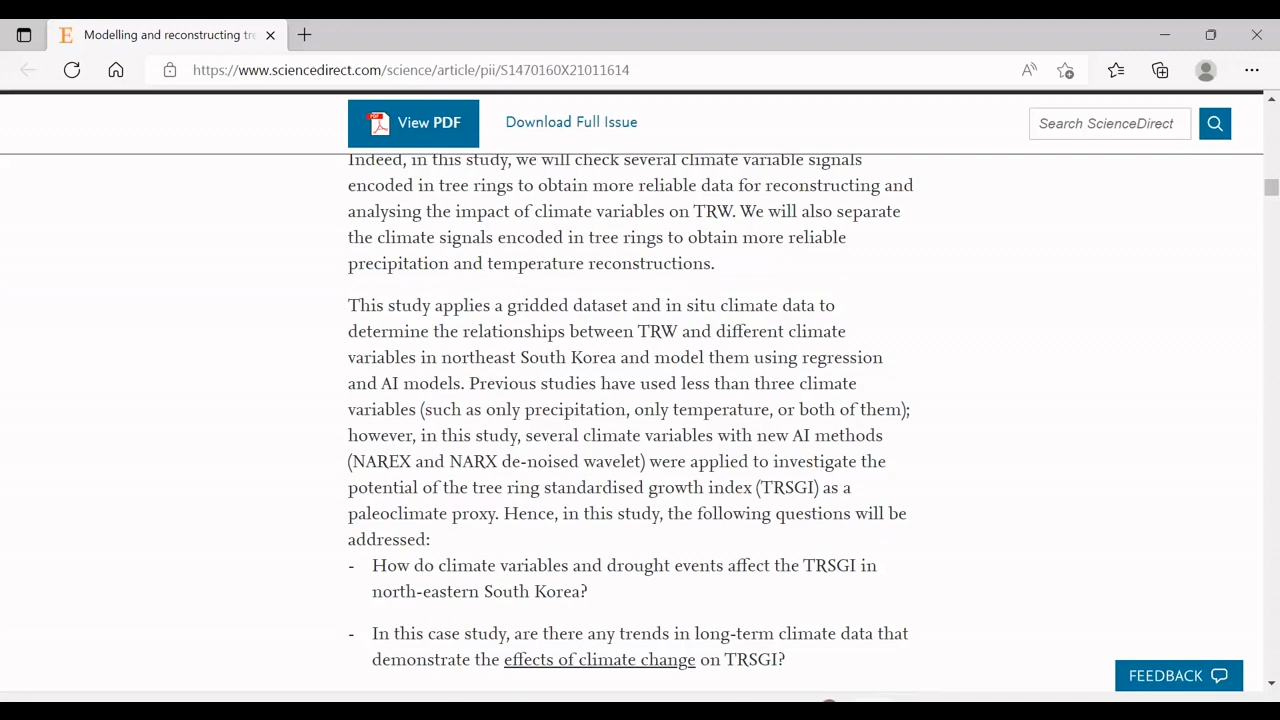 Modelling and reconstructing tre
https://www.sciencedirect.com/science/article/pii/S1470160X21011614
View PDF
Download Full Issue
Search ScienceDirect
Indeed, in this study, we will check several climate variable signals
encoded in tree rings to obtain more reliable data for reconstructing and
analysing the impact of climate variables on TRW. We will also separate
the climate signals encoded in tree rings to obtain more reliable
precipitation and temperature reconstructions.
This study applies a gridded dataset and in situ climate data to
determine the relationships between TRW and different climate
variables in northeast South Korea and model them using regression
and AI models. Previous studies have used less than three climate
variables (such as only precipitation, only temperature, or both of them);
however, in this study, several climate variables with new AI methods
(NAREX and NARX de-noised wavelet) were applied to investigate the
potential of the tree ring standardised growth index (TRSGI) as a
paleoclimate proxy. Hence, in this study, the following questions will be
addressed:
- How do climate variables and drought events affect the TRSGI in
north-eastern South Korea?
- In this case study, are there any trends in long-term climate data that
demonstrate the effects of climate change on TRSGI?
FEEDBACK